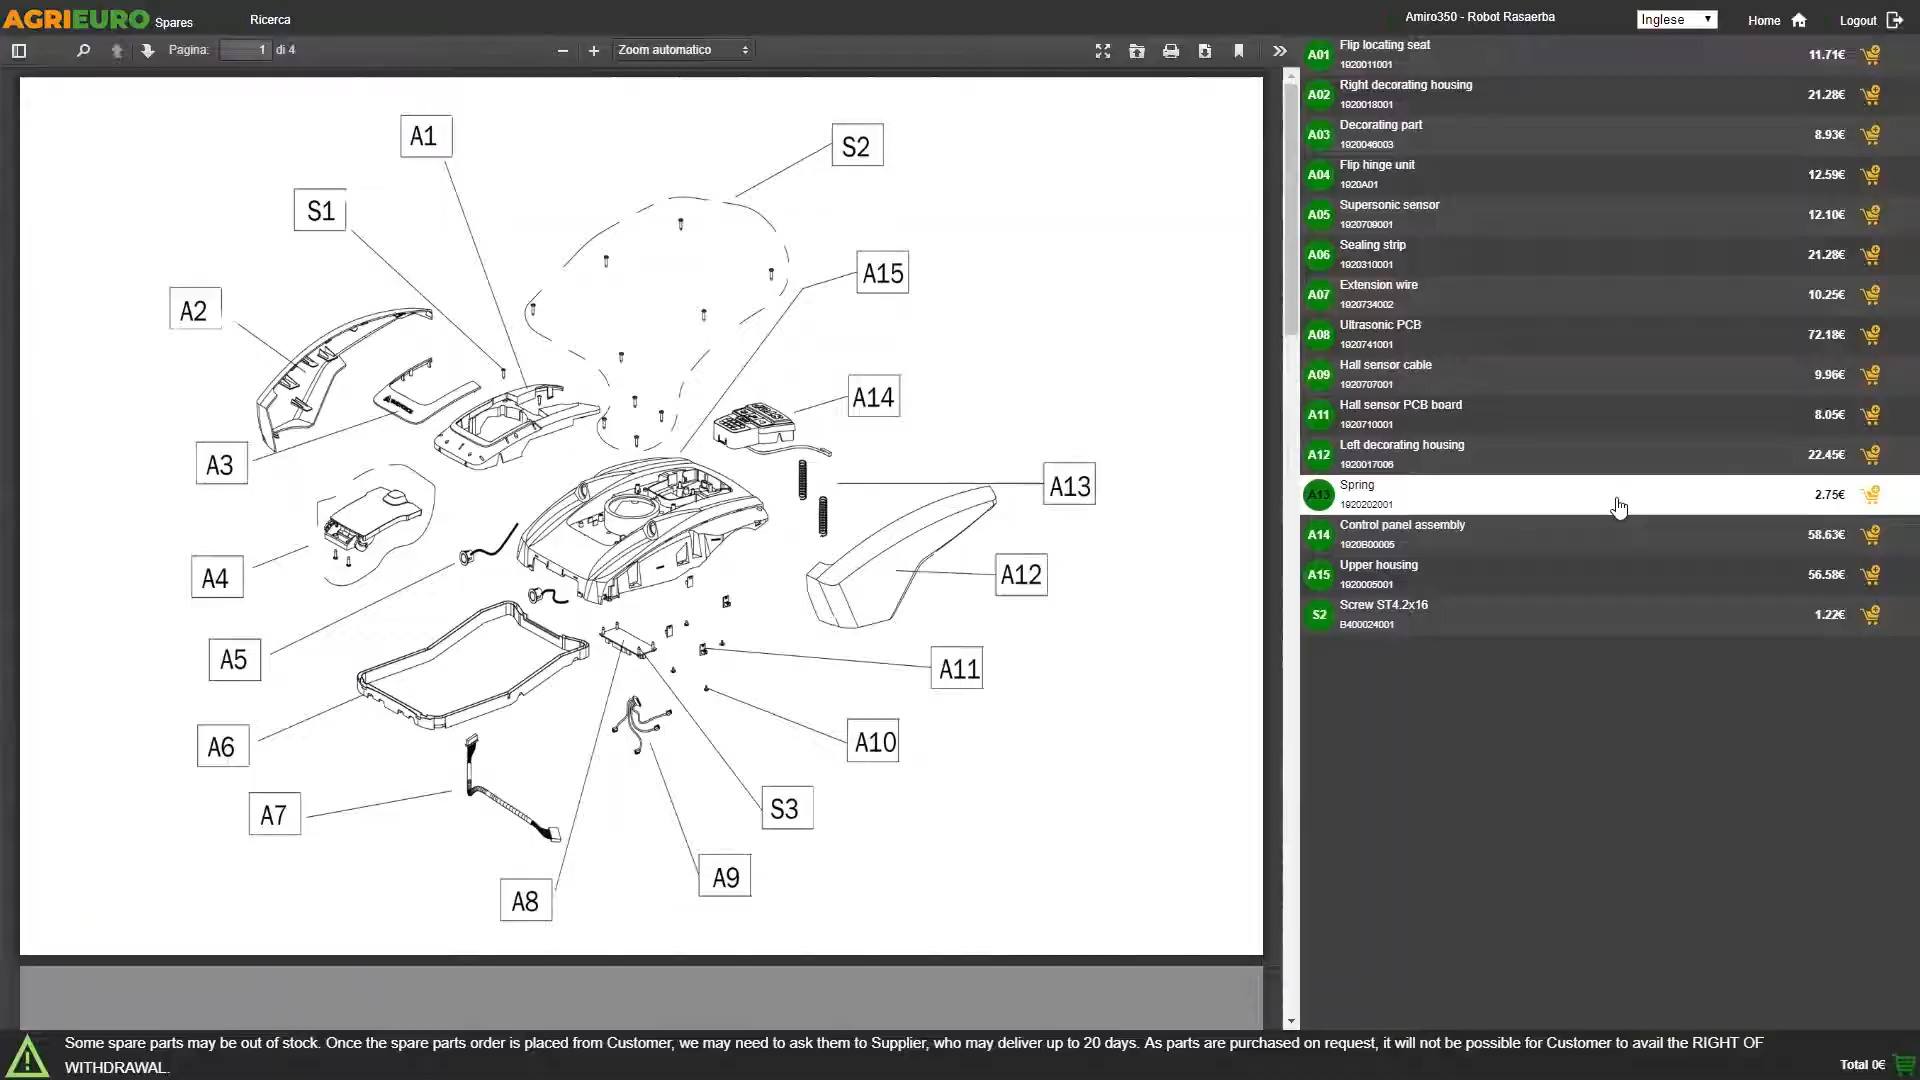 AGRIEURO Spares
Ricerca
Amiro350 - Robot Rasaerba
Inglese
Home
Logout
Pagina: 1 di 4
Zoom automatico
A1
S2
S1
A15
A2
A14
A3
A13
A4
A12
A5
A11
A6
A10
A7
S3
A9
A8
A01 Flip locating seat 11.71€
1920011001
A02 Right decorating housing 21.28€
1920018001
A03 Decorating part 8.93€
1920046003
A04 Flip hinge unit 12.59€
1920A01
A05 Supersonic sensor 12.10€
1920709001
A06 Sealing strip 21.28€
1920310001
A07 Extension wire 10.25€
1920734002
A08 Ultrasonic PCB 72.18€
1920741001
A09 Hall sensor cable 9.96€
1920707001
A11 Hall sensor PCB board 8.05€
1920710001
A12 Left decorating housing 22.45€
1920017006
A13 Spring 2.75€
1920202001
A14 Control panel assembly 58.63€
1920B00005
A15 Upper housing 56.58€
1920005001
S2 Screw ST4.2x16 1.22€
B400024001
Some spare parts may be out of stock. Once the spare parts order is placed from Customer, we may need to ask them to Supplier, who may deliver up to 20 days. As parts are purchased on request, it will not be possible for Customer to avail the RIGHT OF
WITHDRAWAL.
Total 0€